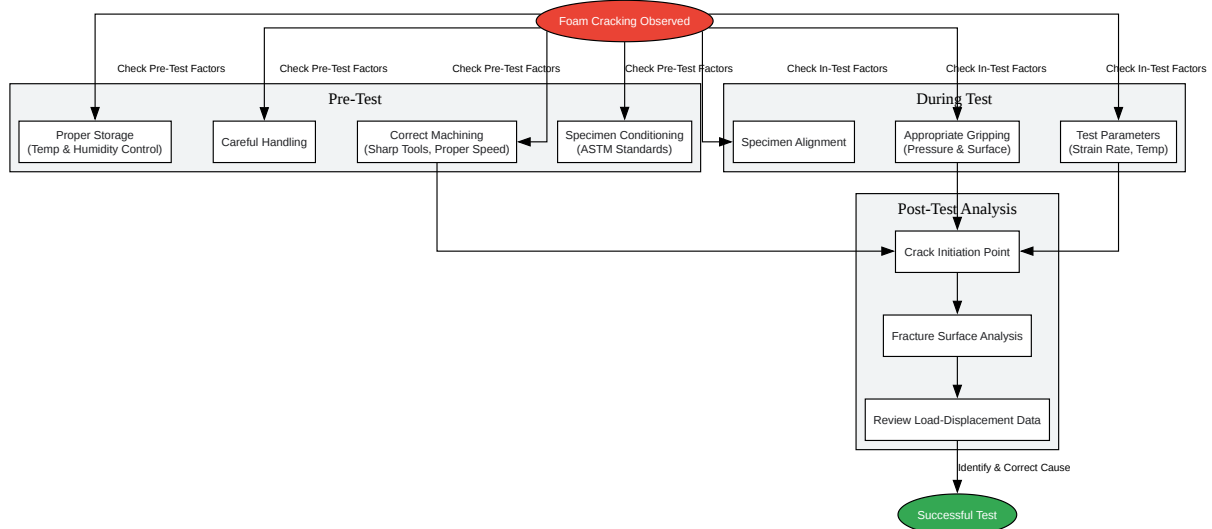 Foam Cracking Observed
Check Pre-Test Factors
Check Pre-Test Factors
Check Pre-Test Factors
Check Pre-Test Factors
Check In-Test Factors
Check In-Test Factors
Check In-Test Factors
Pre-Test
During Test
Proper Storage
(Temp & Humidity Control)
Careful Handling
Correct Machining
(Sharp Tools, Proper Speed)
Specimen Conditioning
(ASTM Standards)
Specimen Alignment
Appropriate Gripping
(Pressure & Surface)
Test Parameters
(Strain Rate, Temp)
Post-Test Analysis
Crack Initiation Point
Fracture Surface Analysis
Review Load-Displacement Data
Identify & Correct Cause
Successful Test